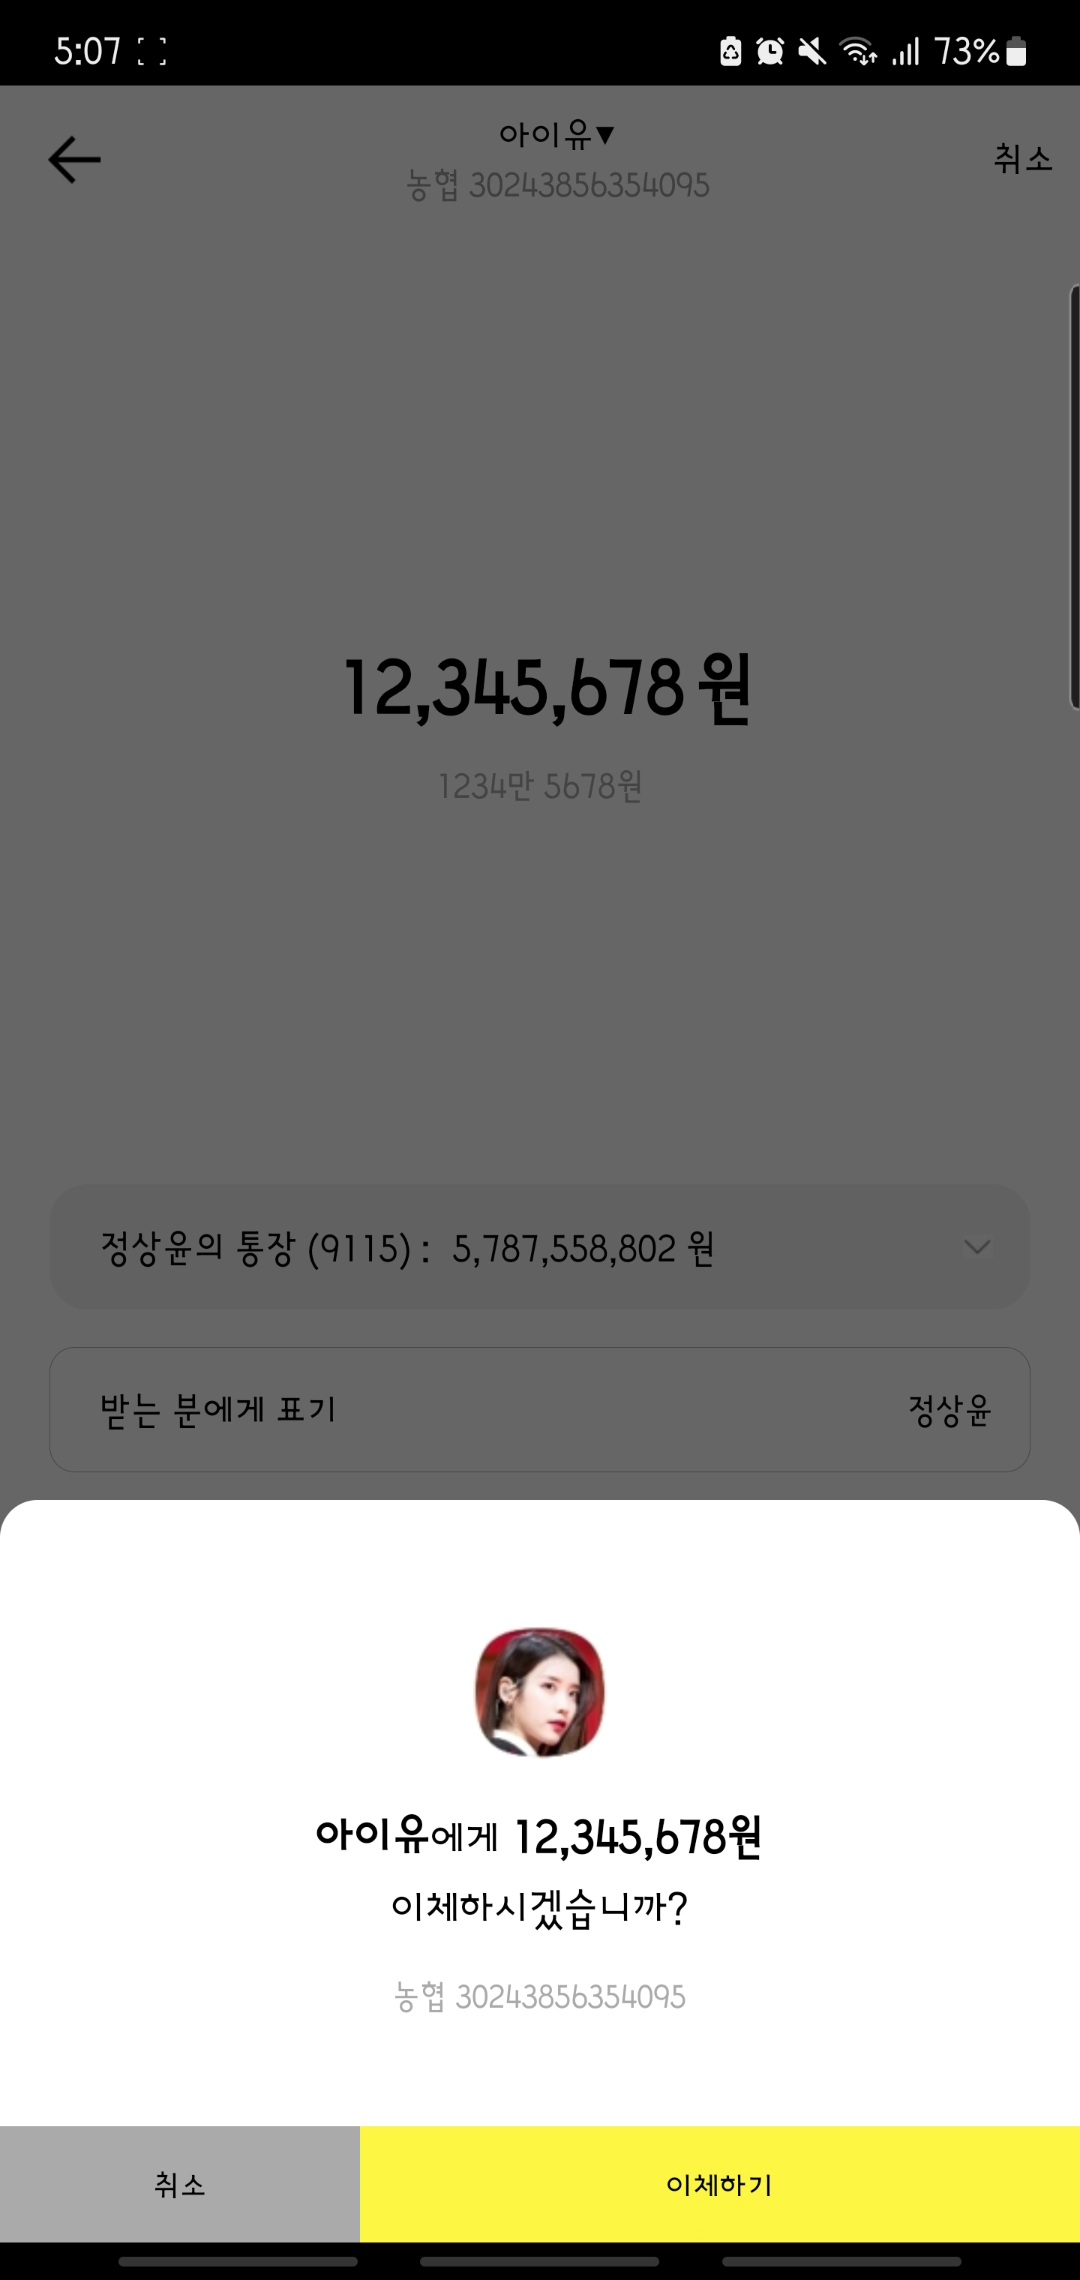 5:07
73%
아이유▼
농협 30243856354095
취소
12,345,678 원
1234만 5678원
정상윤의 통장 (9115) : 5,787,558,802 원
받는 분에게 표기 정상윤
아이유에게 12,345,678원
이체하시겠습니까?
농협 30243856354095
취소
이체하기